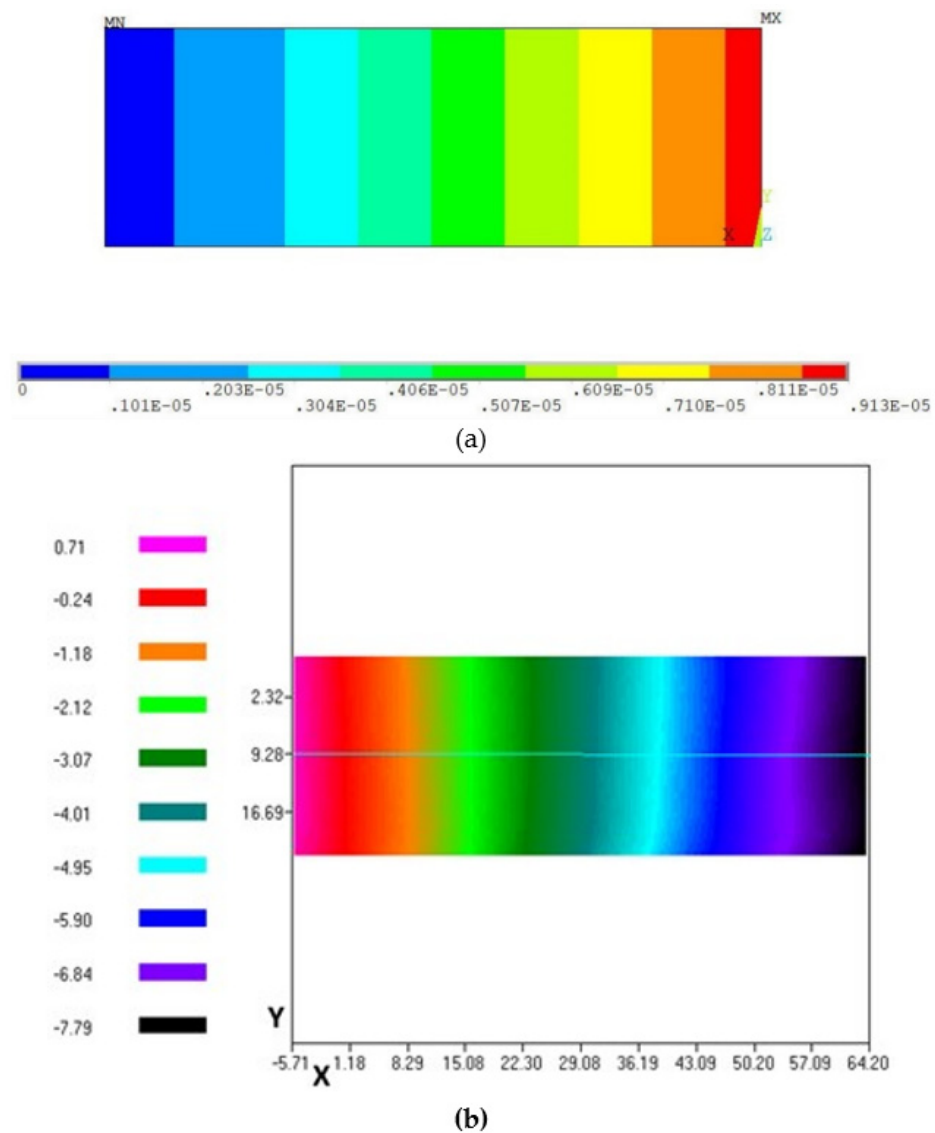 MN MX
Y
X Z
0 .203E-05 .406E-05 .609E-05 .811E-05
.101E-05 .304E-05 .507E-05 .710E-05 .913E-05
(a)
0.71
-0.24
-1.18
-2.12
-3.07
-4.01
-4.95
-5.90
-6.84
-7.79
2.32
9.28
16.69
Y
-5.71 1.18 8.29 15.08 22.30 29.08 36.19 43.09 50.20 57.09 64.20
X
(b)